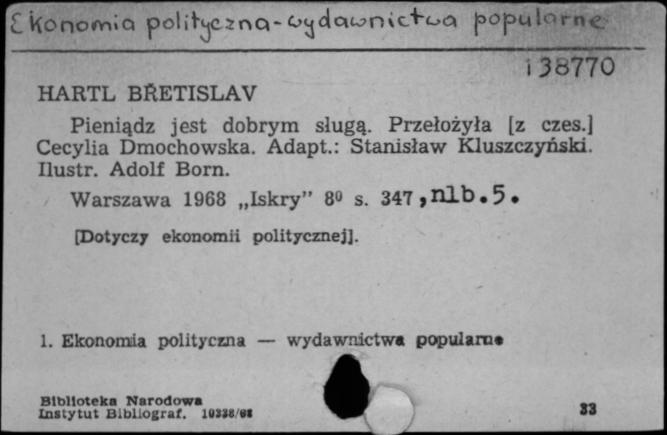 Ekonomia polityczna-wydawnictwa popularne
i 38770
HARTL BŘETISLAV
Pieniądz jest dobrym sługą. Przełożyła [z czes.]
Cecylia Dmochowska. Adapt.: Stanisław Kluszczyński.
Ilustr. Adolf Born.
Warszawa 1968 „Iskry” 8⁰ s. 347, nlb. 5.
[Dotyczy ekonomii politycznej].
1. Ekonomia polityczna — wydawnictwa popularne
Biblioteka Narodowa
Instytut Bibliograf. 10338/68
33